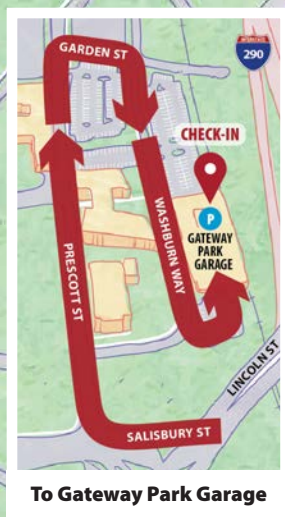 GARDEN ST
INTERSTATE
290
CHECK-IN
P
GATEWAY
PARK
GARAGE
WASHBURN WAY
PRESCOTT ST
LINCOLN ST
SALISBURY ST
To Gateway Park Garage